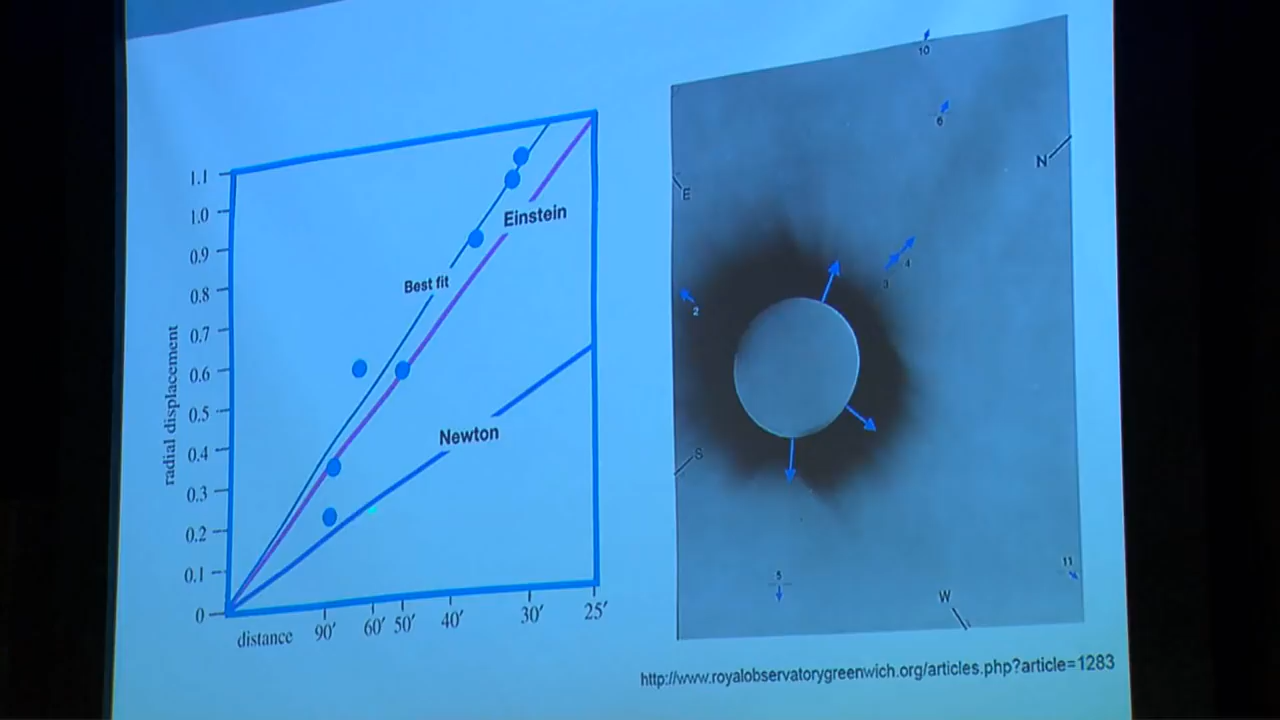 1.1
1.0
0.9
0.8
0.7
0.6
0.5
0.4
0.3
0.2
0.1
0
radial displacement
Einstein
Best fit
Newton
distance
90′
60′
50′
40′
30′
25′
10
6
N
E
4
3
2
S
5
11
W
http://www.royalobservatorygreenwich.org/articles.php?article=1283